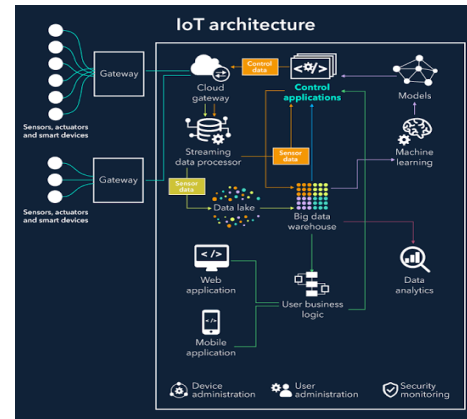 IoT architecture
Gateway
Sensors, actuators
and smart devices
Gateway
Sensors, actuators
and smart devices
Cloud
gateway
Control
data
</>
Control
applications
Models
Streaming
data processor
Sensor
data
Machine
learning
Sensor
data
Data lake
Big data
warehouse
</>
Web
application
User business
logic
Data
analytics
</>
Mobile
application
Device
administration
User
administration
Security
monitoring